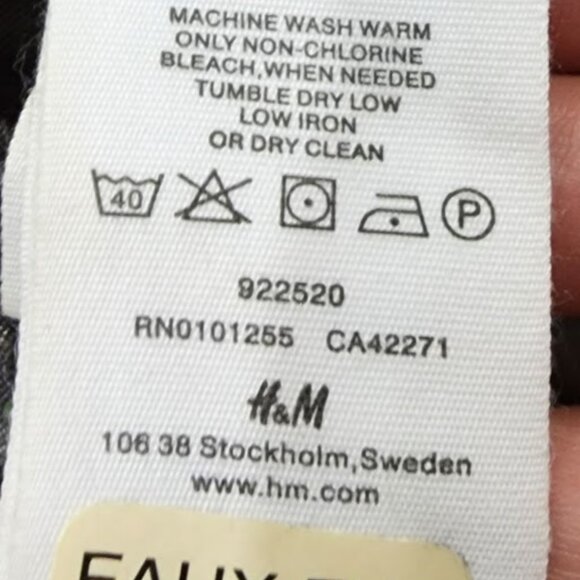 MACHINE WASH WARM
ONLY NON-CHLORINE
BLEACH,WHEN NEEDED
TUMBLE DRY LOW
LOW IRON
OR DRY CLEAN
40 P
922520
RN0101255 CA42271
H&M
106 38 Stockholm,Sweden
www.hm.com
FAUX